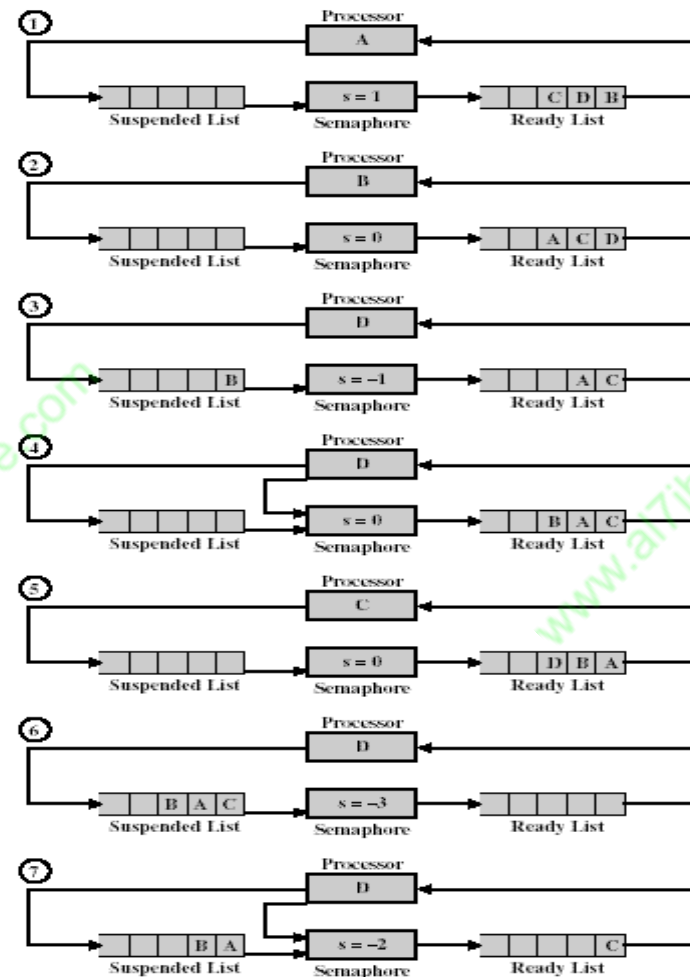 1
Processor
A
s = 1
C D B
Suspended List
Semaphore
Ready List
2
Processor
B
s = 0
A C D
Suspended List
Semaphore
Ready List
3
Processor
D
B
s = –1
A C
Suspended List
Semaphore
Ready List
4
Processor
D
s = 0
B A C
Suspended List
Semaphore
Ready List
5
Processor
C
s = 0
D B A
Suspended List
Semaphore
Ready List
6
Processor
D
B A C
s = –3
Suspended List
Semaphore
Ready List
7
Processor
D
B A
s = –2
C
Suspended List
Semaphore
Ready List